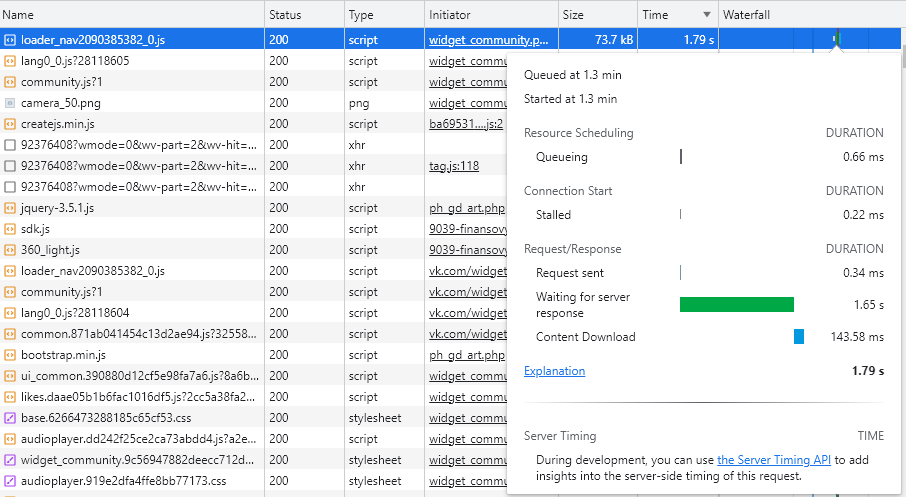 Name Status Type Initiator Size Time Waterfall
loader_nav2090385382_0.js 200 script widget_community.p... 73.7 kB 1.79 s
lang0_0.js?28118605 200 script widget_commu
community.js?1 200 script widget_commu
camera_50.png 200 png widget_commu
createjs.min.js 200 script ba69531....js:2
92376408?wmode=0&wv-part=2&wv-hit=... 200 xhr
92376408?wmode=0&wv-part=2&wv-hit=... 200 xhr tag.js:118
92376408?wmode=0&wv-part=2&wv-hit=... 200 xhr
jquery-3.5.1.js 200 script ph_gd_art.php
sdk.js 200 script 9039-finansovy
360_light.js 200 script 9039-finansovy
loader_nav2090385382_0.js 200 script vk.com/widget
community.js?1 200 script vk.com/widget
lang0_0.js?28118604 200 script vk.com/widget
common.871ab041454c13d2ae94.js?32558... 200 script vk.com/widget
bootstrap.min.js 200 script ph_gd_art.php
ui_common.390880d12cf5e98fa7a6.js?8a6b... 200 script widget_commu
likes.daae05b1b6fac1016df5.js?2cc5a38fa2... 200 script widget_commu
base.6266473288185c65cf53.css 200 stylesheet widget_commu
audioplayer.dd242f25ce2ca73abdd4.js?a2e... 200 script widget_commu
widget_community.9c56947882deecc712d... 200 stylesheet widget_commu
audioplayer.919e2dfa4ffe8bb77173.css 200 stylesheet widget_commu
Queued at 1.3 min
Started at 1.3 min
Resource Scheduling DURATION
Queueing 0.66 ms
Connection Start DURATION
Stalled 0.22 ms
Request/Response DURATION
Request sent 0.34 ms
Waiting for server
response 1.65 s
Content Download 143.58 ms
Explanation 1.79 s
Server Timing TIME
During development, you can use the Server Timing API to add
insights into the server-side timing of this request.